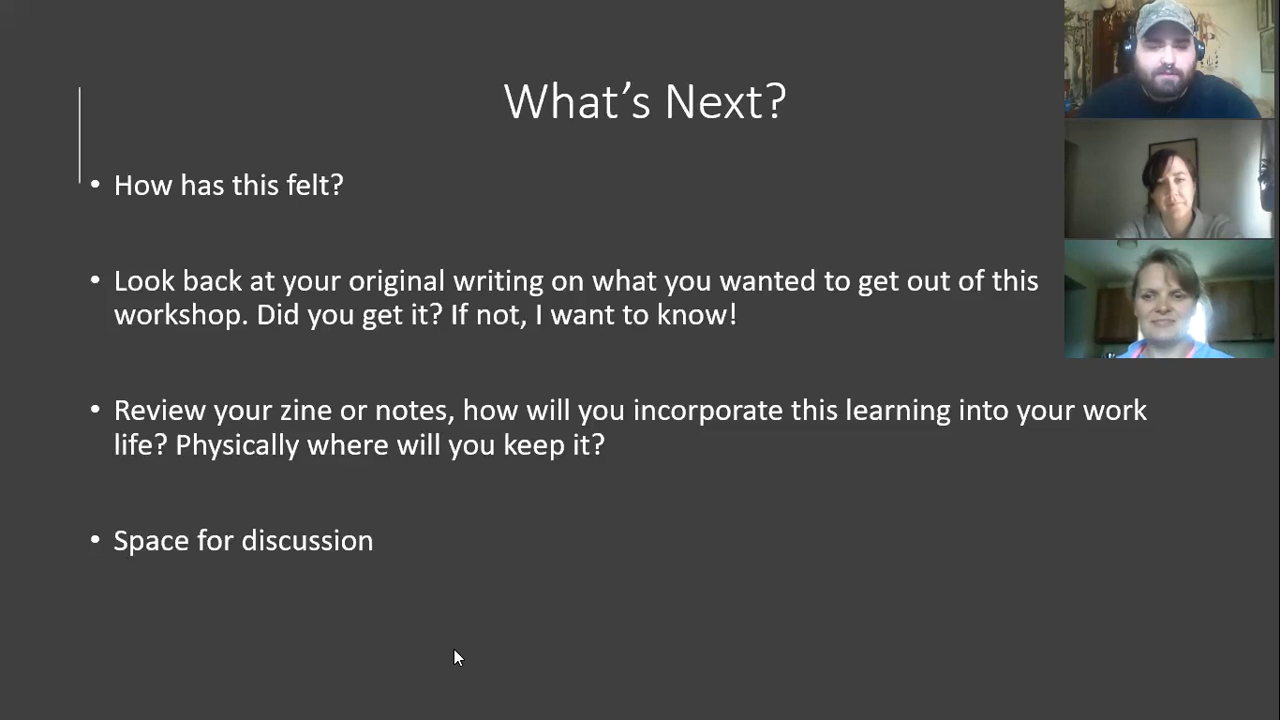 What’s Next?
• How has this felt?
• Look back at your original writing on what you wanted to get out of this
workshop. Did you get it? If not, I want to know!
• Review your zine or notes, how will you incorporate this learning into your work
life? Physically where will you keep it?
• Space for discussion